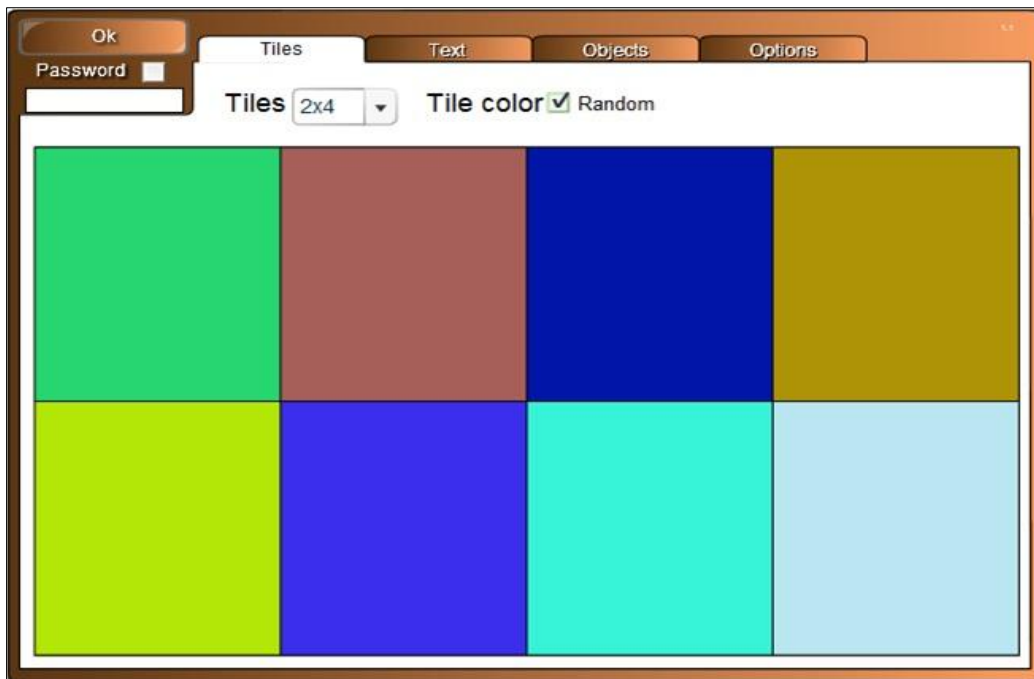 Ok
Password
Tiles
Text
Objects
Options
Tiles 2x4 Tile color Random